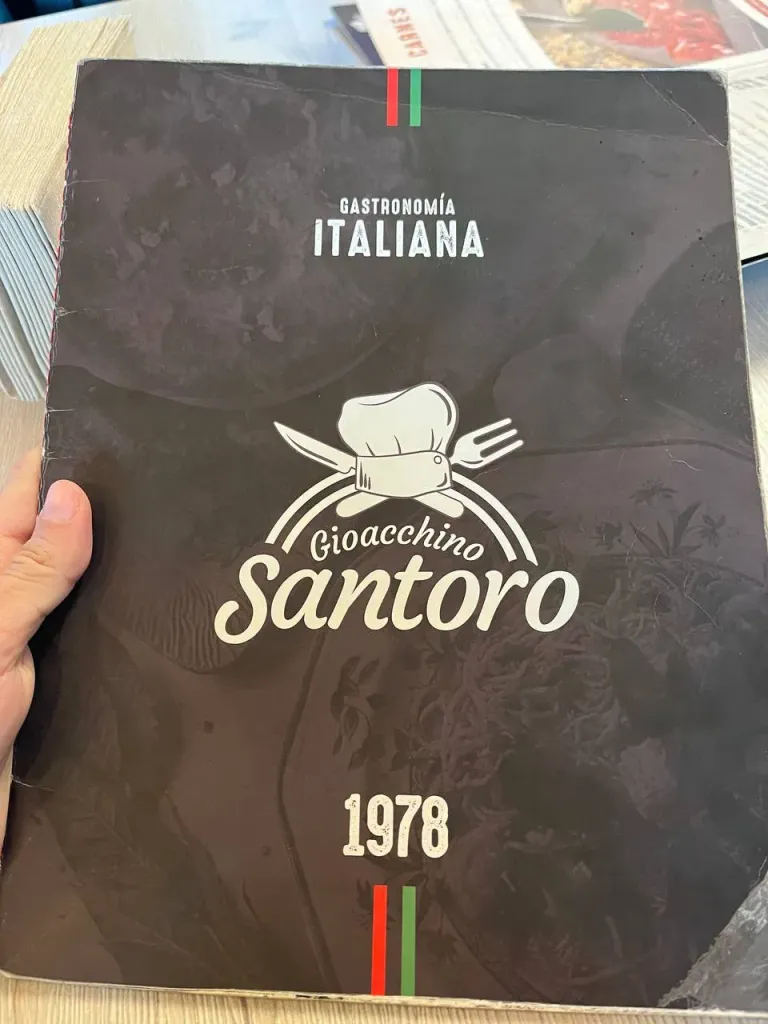 CARNES
GASTRONOMÍA
ITALIANA
Gioacchino
Santoro
1978